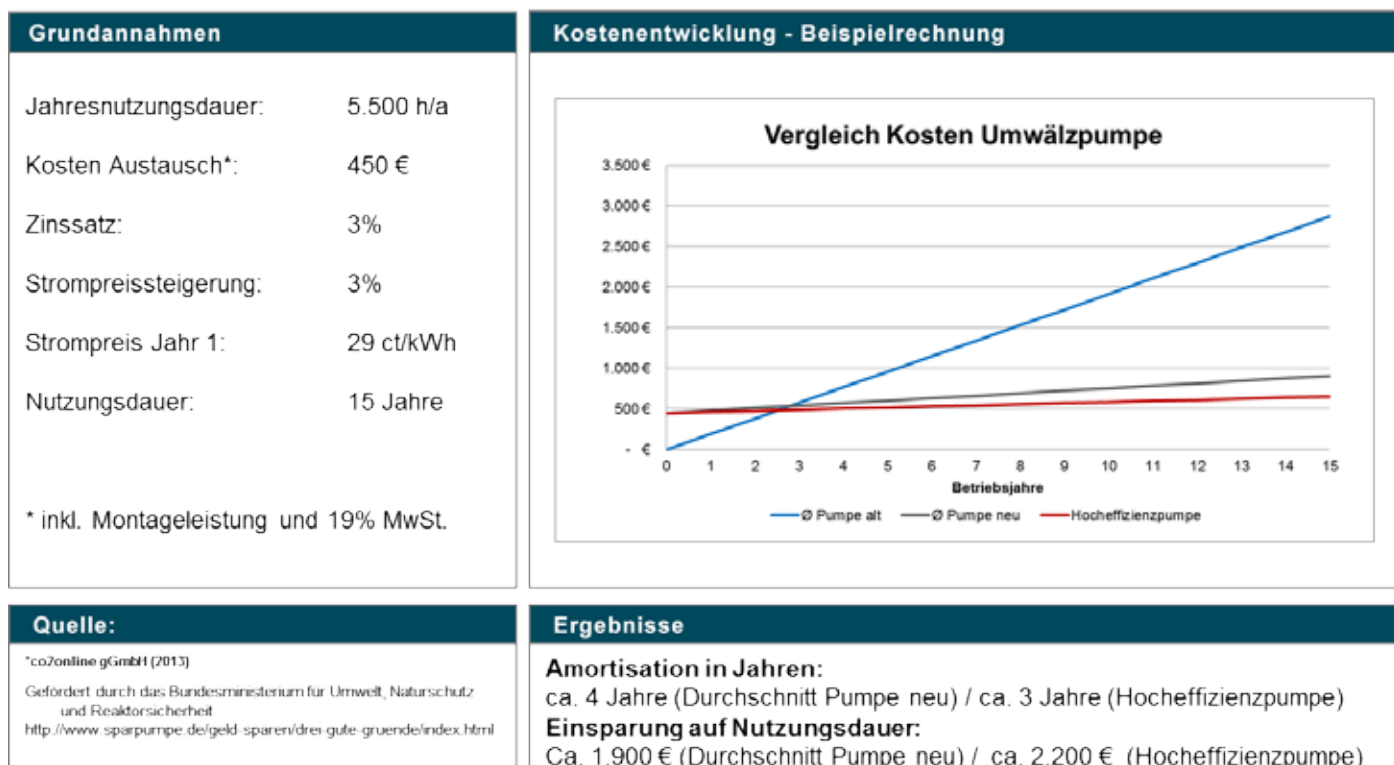 Grundannahmen
Jahresnutzungsdauer: 5.500 h/a
Kosten Austausch*: 450 €
Zinssatz: 3%
Strompreissteigerung: 3%
Strompreis Jahr 1: 29 ct/kWh
Nutzungsdauer: 15 Jahre
* inkl. Montageleistung und 19% MwSt.
Kostenentwicklung - Beispielrechnung
Vergleich Kosten Umwälzpumpe
3.500 €
3.000 €
2.500 €
2.000 €
1.500 €
1.000 €
500 €
- €
0 1 2 3 4 5 6 7 8 9 10 11 12 13 14 15
Betriebsjahre
Ø Pumpe alt Ø Pumpe neu Hocheffizienzpumpe
Quelle:
*co2online gGmbH (2013)
Gefördert durch das Bundesministerium für Umwelt, Naturschutz
und Reaktorsicherheit
http://www.sparpumpe.de/geld-sparen/drei-gute-gruende/index.html
Ergebnisse
Amortisation in Jahren:
ca. 4 Jahre (Durchschnitt Pumpe neu) / ca. 3 Jahre (Hocheffizienzpumpe)
Einsparung auf Nutzungsdauer:
Ca. 1.900 € (Durchschnitt Pumpe neu) / ca. 2.200 € (Hocheffizienzpumpe)